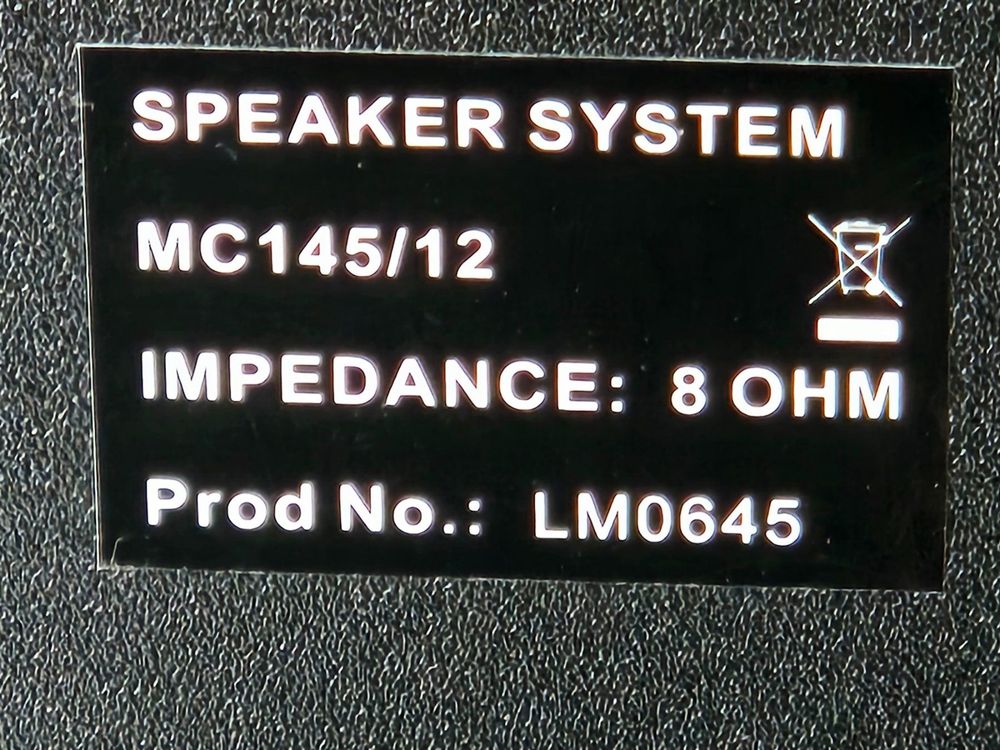 SPEAKER SYSTEM
MC145/12
IMPEDANCE: 8 OHM
Prod No.: LM0645